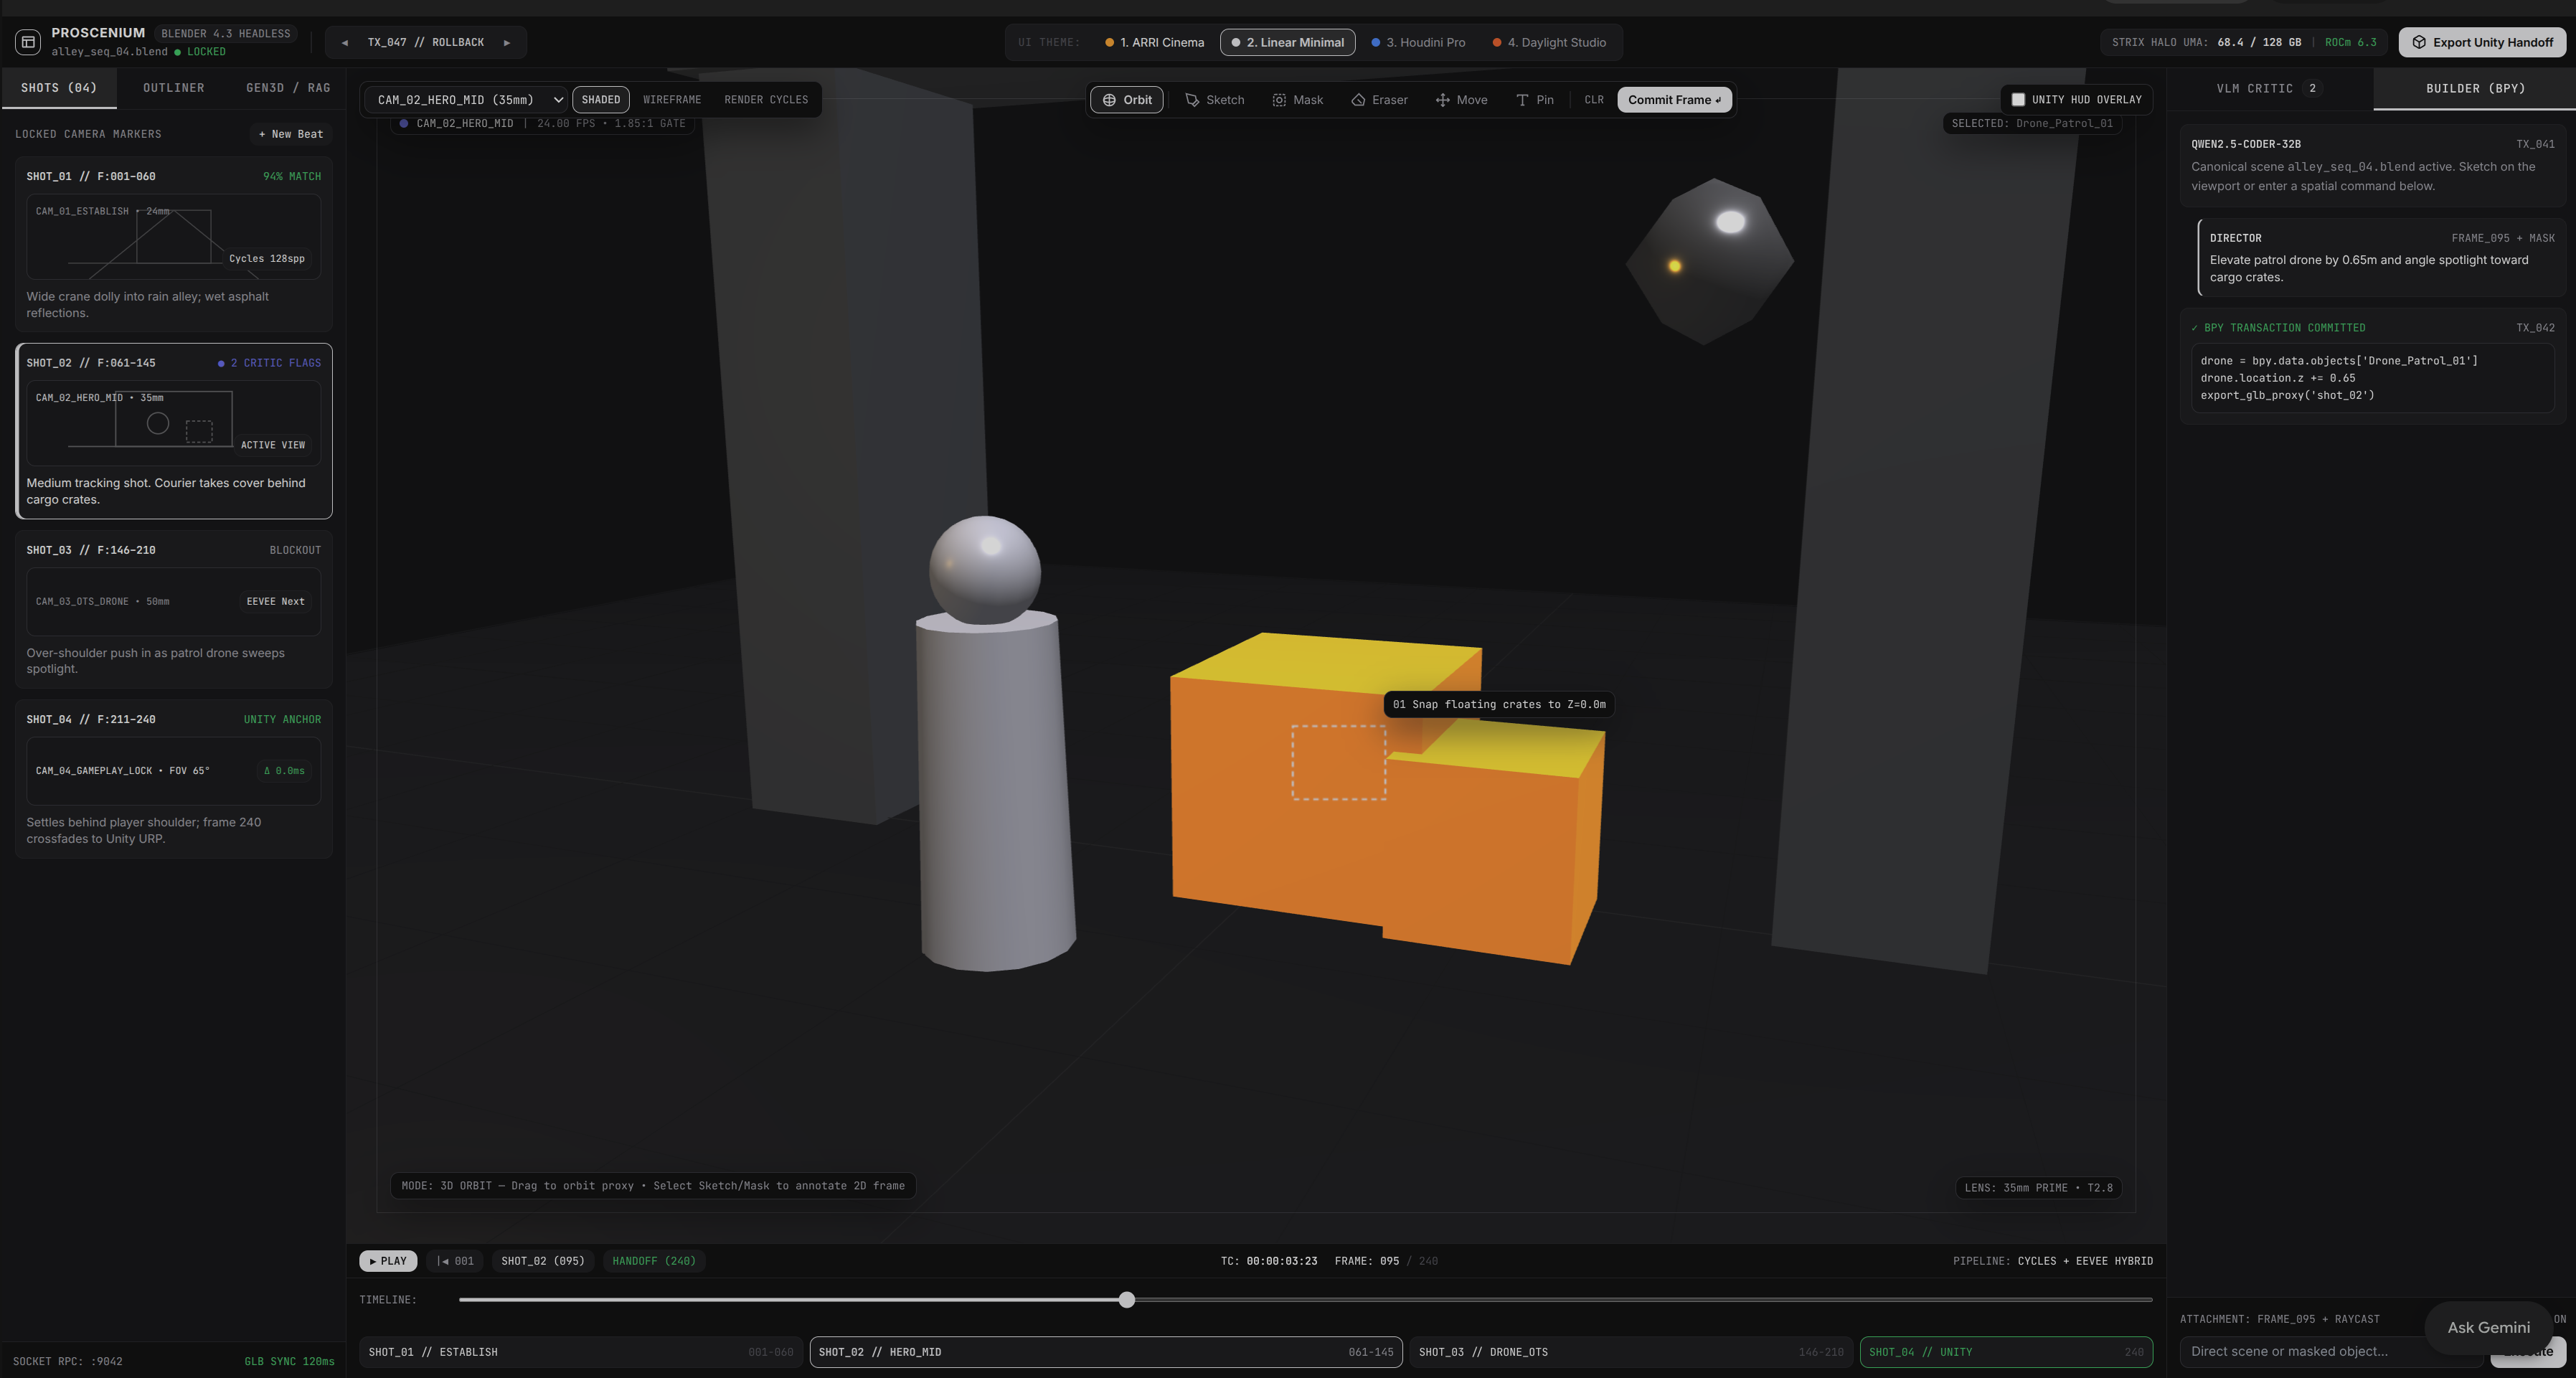 PROSCENIUM BLENDER 4.3 HEADLESS
alley_seq_04.blend ● LOCKED
◀ TX_047 // ROLLBACK ▶
UI THEME: 1. ARRI Cinema 2. Linear Minimal 3. Houdini Pro 4. Daylight Studio
STRIX HALO UMA: 68.4 / 128 GB | ROCm 6.3
Export Unity Handoff
SHOTS (04) OUTLINER GEN3D / RAG
LOCKED CAMERA MARKERS + New Beat
SHOT_01 // F:001-060 94% MATCH
CAM_01_ESTABLISH • 24mm
Cycles 128spp
Wide crane dolly into rain alley; wet asphalt
reflections.
SHOT_02 // F:061-145 ● 2 CRITIC FLAGS
CAM_02_HERO_MID • 35mm
ACTIVE VIEW
Medium tracking shot. Courier takes cover behind
cargo crates.
SHOT_03 // F:146-210 BLOCKOUT
CAM_03_OTS_DRONE • 50mm EEVEE Next
Over-shoulder push in as patrol drone sweeps
spotlight.
SHOT_04 // F:211-240 UNITY ANCHOR
CAM_04_GAMEPLAY_LOCK • FOV 65° Δ 0.0ms
Settles behind player shoulder; frame 240
crossfades to Unity URP.
SOCKET RPC: :9042 GLB SYNC 120ms
CAM_02_HERO_MID (35mm) SHADED WIREFRAME RENDER CYCLES
CAM_02_HERO_MID | 24.00 FPS • 1.85:1 GATE
Orbit Sketch Mask Eraser Move Pin CLR Commit Frame ↲
UNITY HUD OVERLAY
SELECTED: Drone_Patrol_01
01 Snap floating crates to Z=0.0m
MODE: 3D ORBIT — Drag to orbit proxy • Select Sketch/Mask to annotate 2D frame
LENS: 35mm PRIME • T2.8
▶ PLAY |◀ 001 SHOT_02 (095) HANDOFF (240)
TC: 00:00:03:23 FRAME: 095 / 240
PIPELINE: CYCLES + EEVEE HYBRID
TIMELINE:
SHOT_01 // ESTABLISH 001-060
SHOT_02 // HERO_MID 061-145
SHOT_03 // DRONE_OTS 146-210
SHOT_04 // UNITY 240
VLM CRITIC 2 BUILDER (BPY)
QWEN2.5-CODER-32B TX_041
Canonical scene alley_seq_04.blend active. Sketch on the
viewport or enter a spatial command below.
DIRECTOR FRAME_095 + MASK
Elevate patrol drone by 0.65m and angle spotlight toward
cargo crates.
✓ BPY TRANSACTION COMMITTED TX_042
drone = bpy.data.objects['Drone_Patrol_01']
drone.location.z += 0.65
export_glb_proxy('shot_02')
ATTACHMENT: FRAME_095 + RAYCAST
Ask Gemini
Direct scene or masked object...